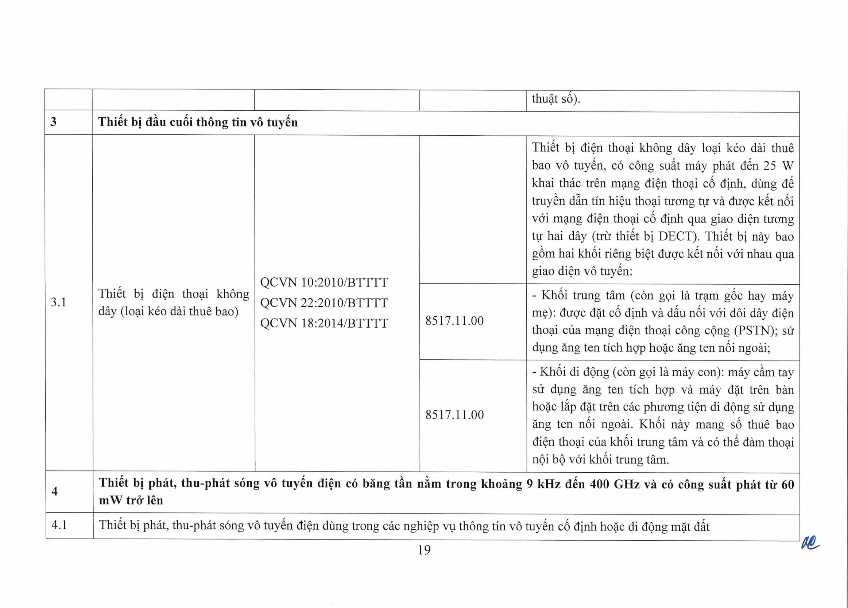 thuật số).
3 Thiết bị đầu cuối thông tin vô tuyến
Thiết bị điện thoại không dây loại kéo dài thuê
bao vô tuyến, có công suất máy phát đến 25 W
khai thác trên mạng điện thoại cố định, dùng để
truyền dẫn tín hiệu thoại tương tự và được kết nối
với mạng điện thoại cố định qua giao diện tương
tự hai dây (trừ thiết bị DECT). Thiết bị này bao
gồm hai khối riêng biệt được kết nối với nhau qua
giao diện vô tuyến:
3.1
Thiết bị điện thoại không
dây (loại kéo dài thuê bao)
QCVN 10:2010/BTTTT
QCVN 22:2010/BTTTT
QCVN 18:2014/BTTTT
8517.11.00
- Khối trung tâm (còn gọi là trạm gốc hay máy
mẹ): được đặt cố định và đấu nối với đôi dây điện
thoại của mạng điện thoại công cộng (PSTN); sử
dụng ăng ten tích hợp hoặc ăng ten nối ngoài;
8517.11.00
- Khối di động (còn gọi là máy con): máy cầm tay
sử dụng ăng ten tích hợp và máy đặt trên bàn
hoặc lắp đặt trên các phương tiện di động sử dụng
ăng ten nối ngoài. Khối này mang số thuê bao
điện thoại của khối trung tâm và có thể đàm thoại
nội bộ với khối trung tâm.
4 Thiết bị phát, thu-phát sóng vô tuyến điện có băng tần nằm trong khoảng 9 kHz đến 400 GHz và có công suất phát từ 60
mW trở lên
4.1 Thiết bị phát, thu-phát sóng vô tuyến điện dùng trong các nghiệp vụ thông tin vô tuyến cố định hoặc di động mặt đất
19